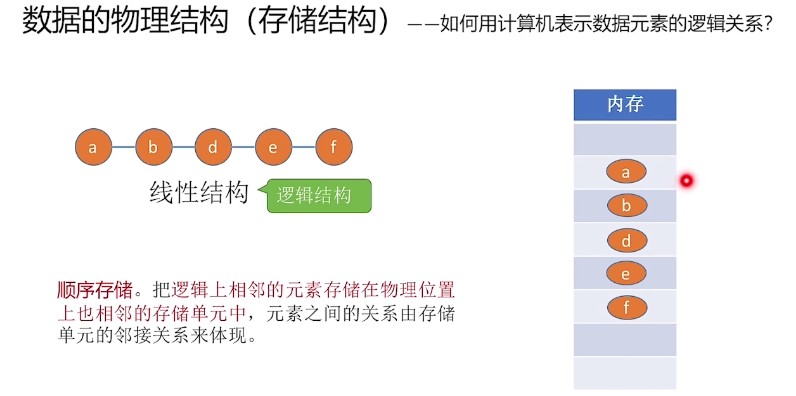 数据的物理结构（存储结构）——如何用计算机表示数据元素的逻辑关系？
内存
a b d e f
线性结构 逻辑结构
a
b
d
e
f
顺序存储。把逻辑上相邻的元素存储在物理位置
上也相邻的存储单元中，元素之间的关系由存储
单元的邻接关系来体现。